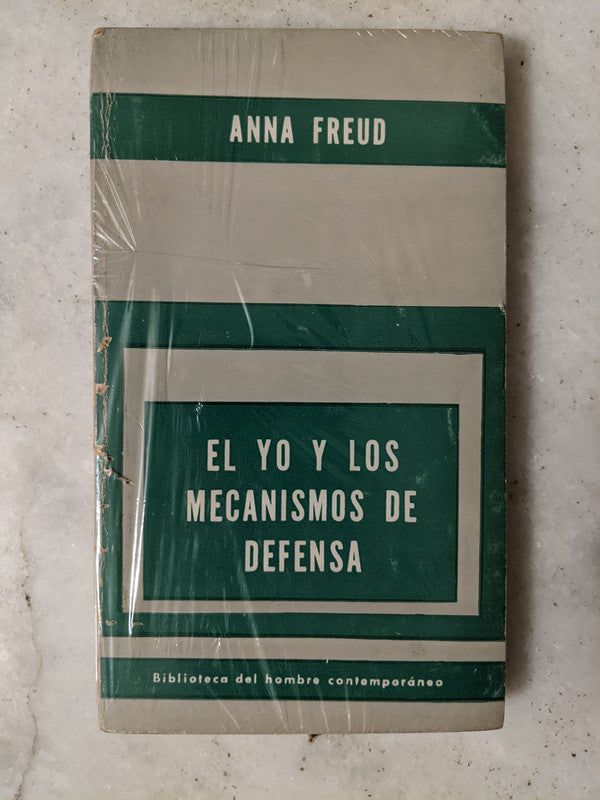 ANNA FREUD
EL YO Y LOS
MECANISMOS DE
DEFENSA
Biblioteca del hombre contemporáneo